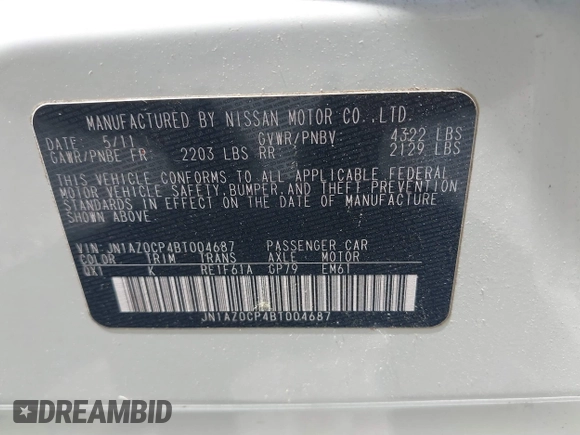 MANUFACTURED BY NISSAN MOTOR CO.,LTD.
DATE: 5/11 GVWR/PNBV: 4322 LBS
GAWR/PNBE FR: 2203 LBS RR: 2129 LBS
THIS VEHICLE CONFORMS TO ALL APPLICABLE FEDERAL
MOTOR VEHICLE SAFETY,BUMPER,AND THEFT PREVENTION
STANDARDS IN EFFECT ON THE DATE OF MANUFACTURE
SHOWN ABOVE.
VIN: JN1AZ0CP4BT004687 PASSENGER CAR
COLOR TRIM TRANS AXLE MOTOR
QX1 K RE1F61A GP79 EM61
JN1AZ0CP4BT004687
DREAMBID